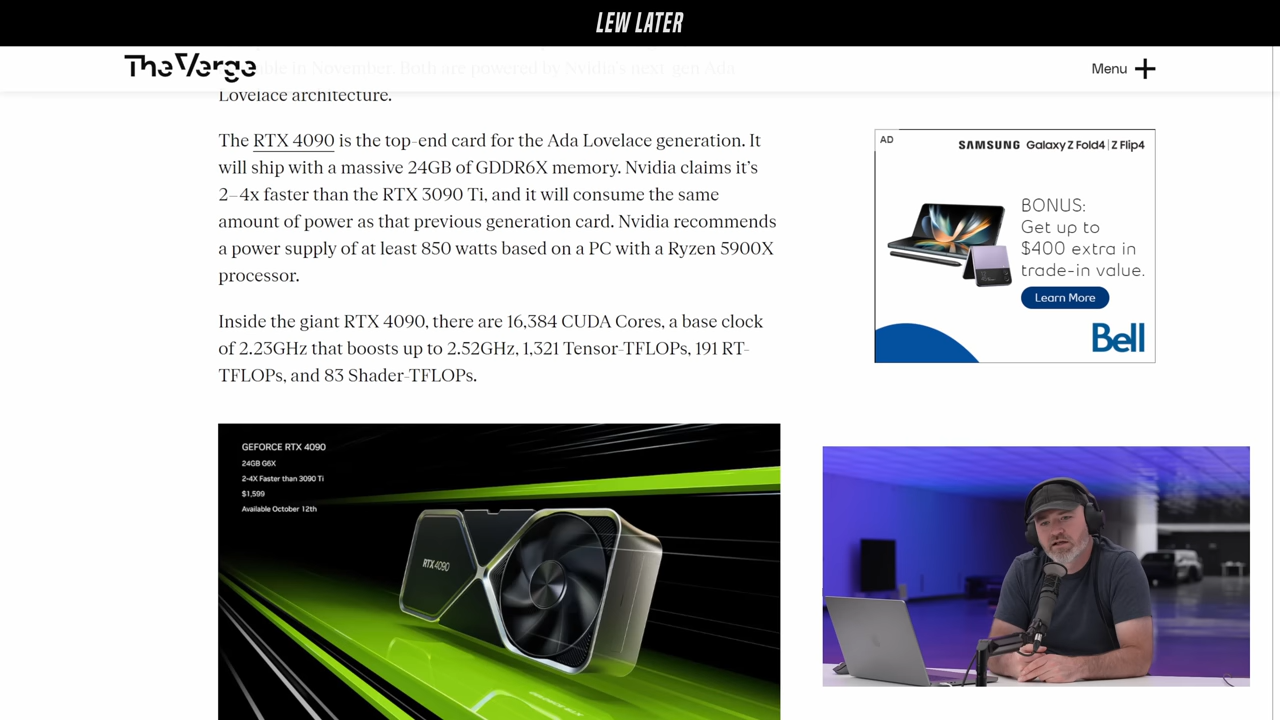 LEW LATER
The Verge
Menu
able in November. Both are powered by Nvidia's next-gen Ada
Lovelace architecture.
The RTX 4090 is the top-end card for the Ada Lovelace generation. It
will ship with a massive 24GB of GDDR6X memory. Nvidia claims it's
2–4x faster than the RTX 3090 Ti, and it will consume the same
amount of power as that previous generation card. Nvidia recommends
a power supply of at least 850 watts based on a PC with a Ryzen 5900X
processor.
Inside the giant RTX 4090, there are 16,384 CUDA Cores, a base clock
of 2.23GHz that boosts up to 2.52GHz, 1,321 Tensor-TFLOPs, 191 RT-
TFLOPs, and 83 Shader-TFLOPs.
GEFORCE RTX 4090
24GB G6X
2-4X Faster than 3090 Ti
$1,599
Available October 12th
RTX 4090
AD
SAMSUNG Galaxy Z Fold4 | Z Flip4
BONUS:
Get up to
$400 extra in
trade-in value.
Learn More
Bell